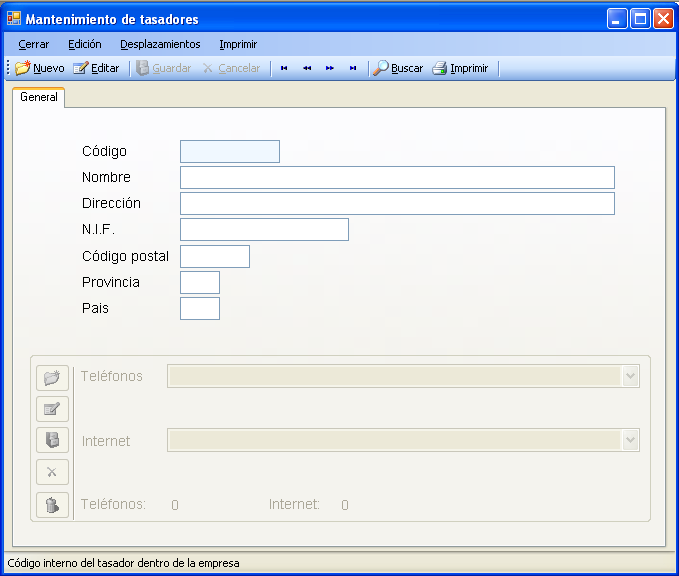 Mantenimiento de tasadores
Cerrar Edición Desplazamientos Imprimir
Nuevo Editar Guardar Cancelar Buscar Imprimir
General
Código
Nombre
Dirección
N.I.F.
Código postal
Provincia
Pais
Teléfonos
Internet
Teléfonos: 0 Internet: 0
Código interno del tasador dentro de la empresa